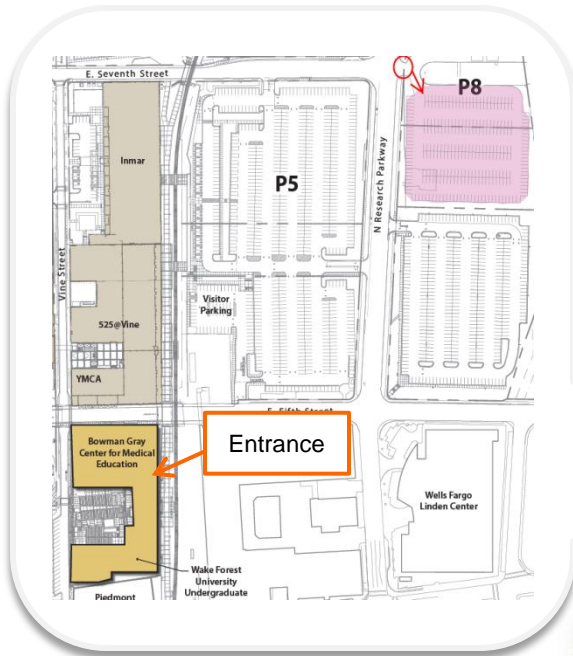 E. Seventh Street
P8
Inmar
P5
N Research Parkway
Vine Street
Visitor
Parking
525@Vine
YMCA
E. Fifth Street
Bowman Gray
Center for Medical
Education
Entrance
Wells Fargo
Linden Center
Wake Forest
University
Undergraduate
Piedmont